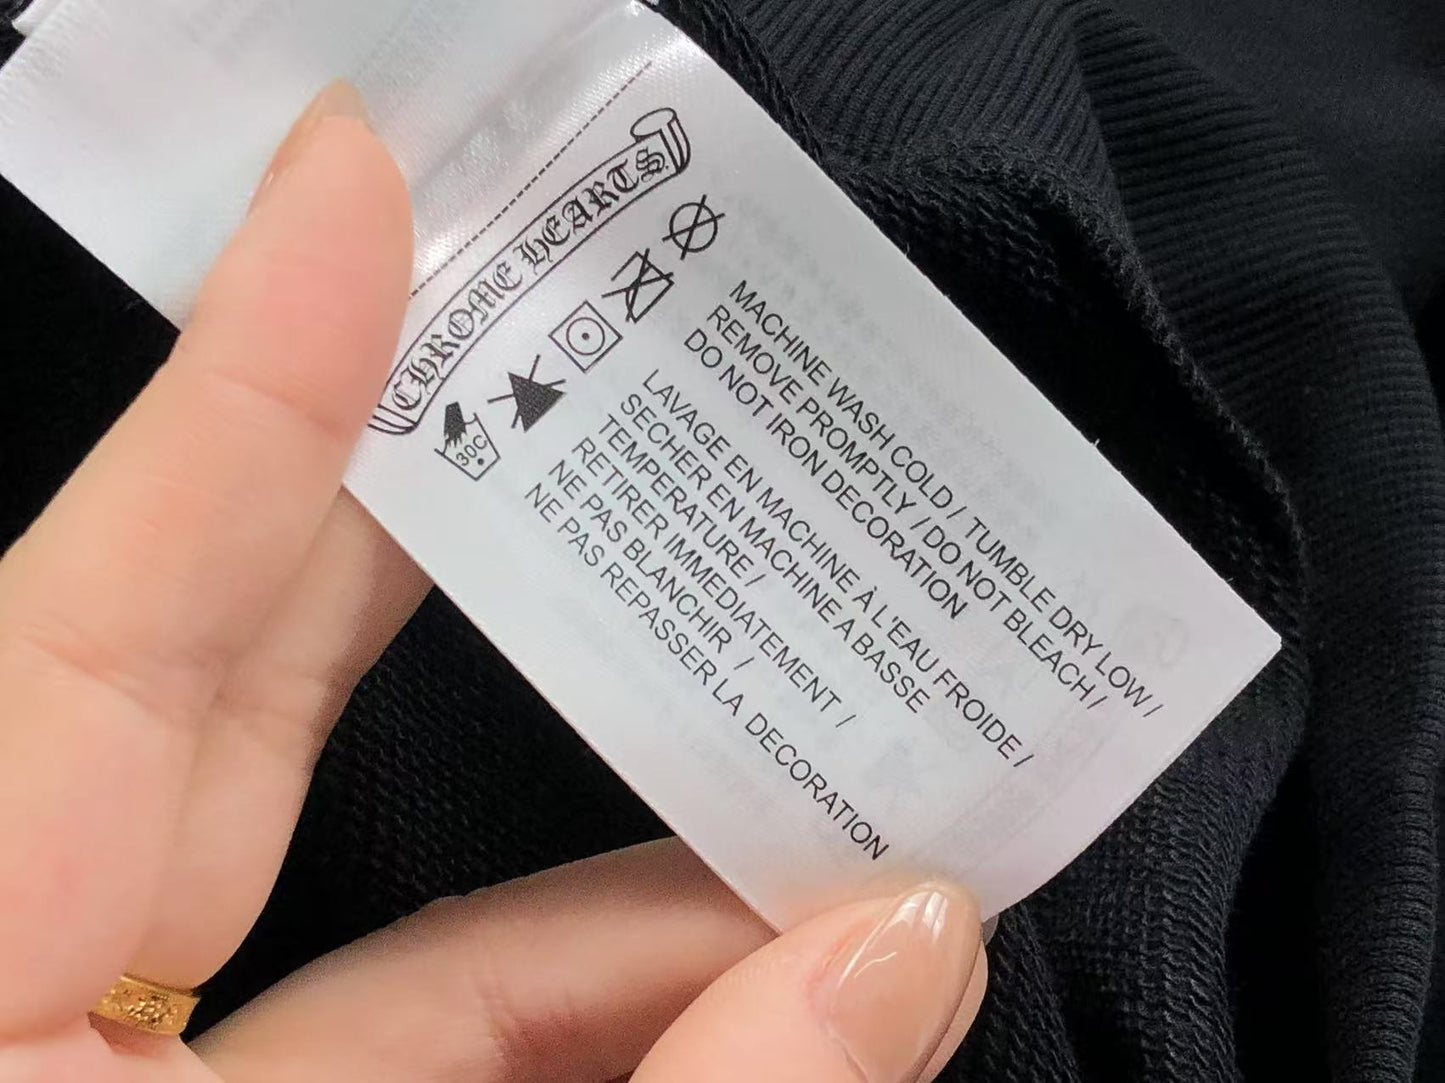 CHROME HEARTS
30C
MACHINE WASH COLD / TUMBLE DRY LOW /
REMOVE PROMPTLY / DO NOT BLEACH /
DO NOT IRON DECORATION
LAVAGE EN MACHINE À L'EAU FROIDE /
SECHER EN MACHINE A BASSE
TEMPERATURE /
RETIRER IMMEDIATEMENT /
NE PAS BLANCHIR /
NE PAS REPASSER LA DECORATION